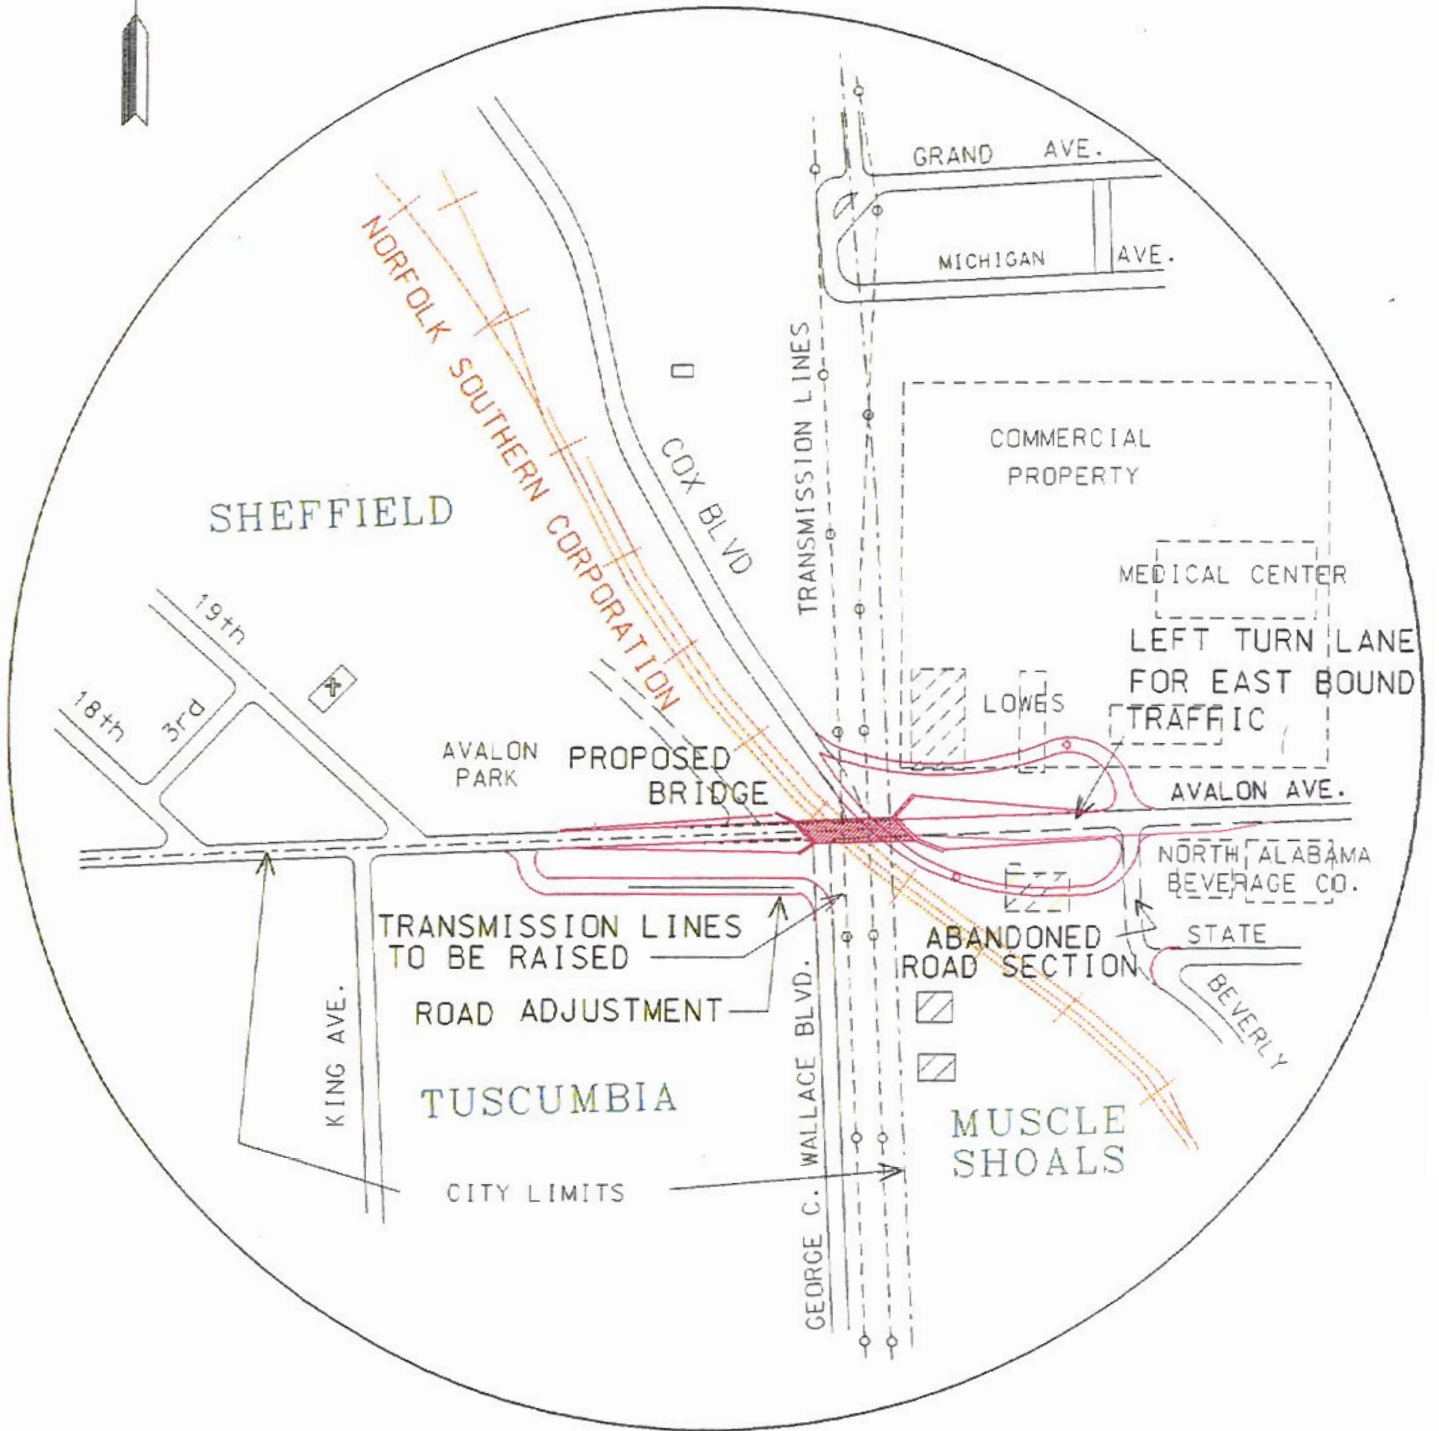 GRAND AVE.
MICHIGAN AVE.
NORFOLK SOUTHERN CORPORATION
TRANSMISSION LINES
COX BLVD
COMMERCIAL
PROPERTY
SHEFFIELD
MEDICAL CENTER
LEFT TURN LANE
FOR EAST BOUND
TRAFFIC
19th
18th
3rd
LOWES
AVALON
PARK
PROPOSED
BRIDGE
AVALON AVE.
NORTH ALABAMA
BEVERAGE CO.
TRANSMISSION LINES
TO BE RAISED
ABANDONED
ROAD SECTION
STATE
BEVERLY
ROAD ADJUSTMENT
KING AVE.
GEORGE C. WALLACE BLVD.
TUSCUMBIA
MUSCLE
SHOALS
CITY LIMITS